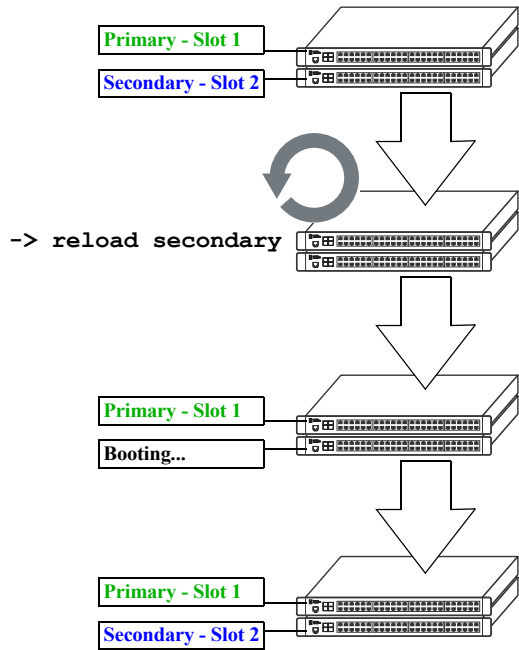 Primary - Slot 1
Secondary - Slot 2
-> reload secondary
Primary - Slot 1
Booting...
Primary - Slot 1
Secondary - Slot 2